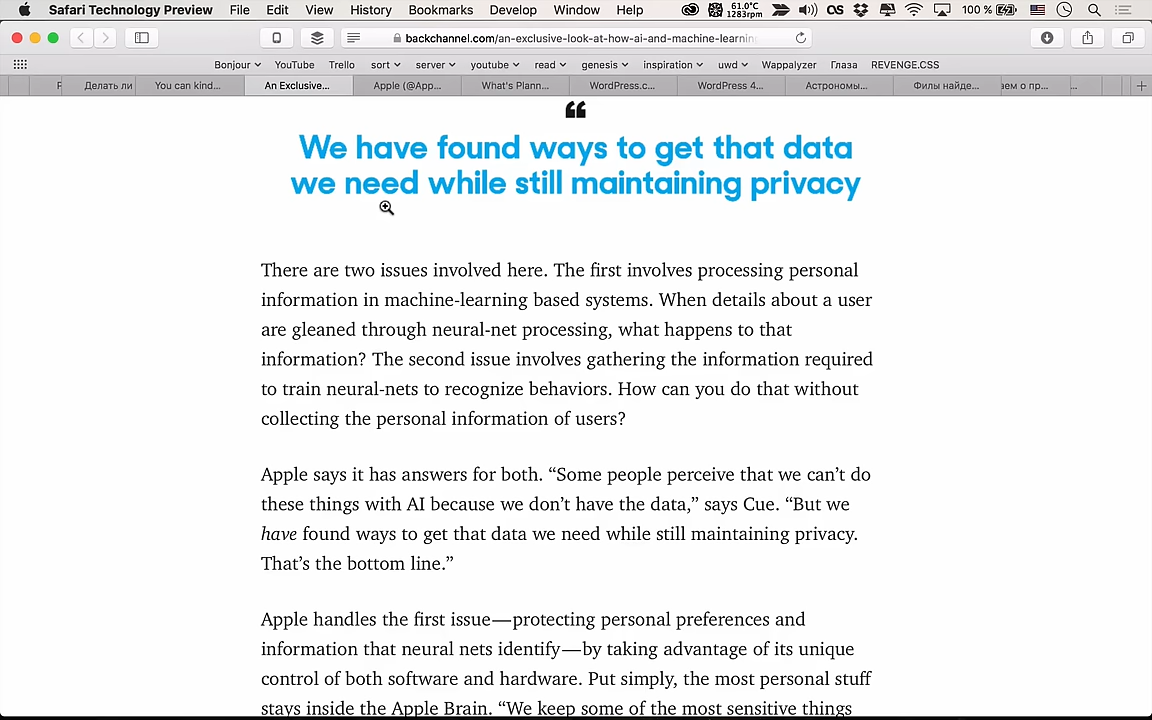 Safari Technology Preview File Edit View History Bookmarks Develop Window Help 61.0°C 1283rpm 100 %
backchannel.com/an-exclusive-look-at-how-ai-and-machine-learning
Bonjour YouTube Trello sort server youtube read genesis inspiration uwd Wappalyzer Глаза REVENGE.CSS
Делать ли You can kind... An Exclusive... Apple (@App... What's Plann... WordPress.c... WordPress 4... Астрономы... Филы найде... аем о пр... ...
❝
We have found ways to get that data
we need while still maintaining privacy
There are two issues involved here. The first involves processing personal
information in machine-learning based systems. When details about a user
are gleaned through neural-net processing, what happens to that
information? The second issue involves gathering the information required
to train neural-nets to recognize behaviors. How can you do that without
collecting the personal information of users?
Apple says it has answers for both. “Some people perceive that we can’t do
these things with AI because we don’t have the data,” says Cue. “But we
have found ways to get that data we need while still maintaining privacy.
That’s the bottom line.”
Apple handles the first issue — protecting personal preferences and
information that neural nets identify — by taking advantage of its unique
control of both software and hardware. Put simply, the most personal stuff
stays inside the Apple Brain. “We keep some of the most sensitive things